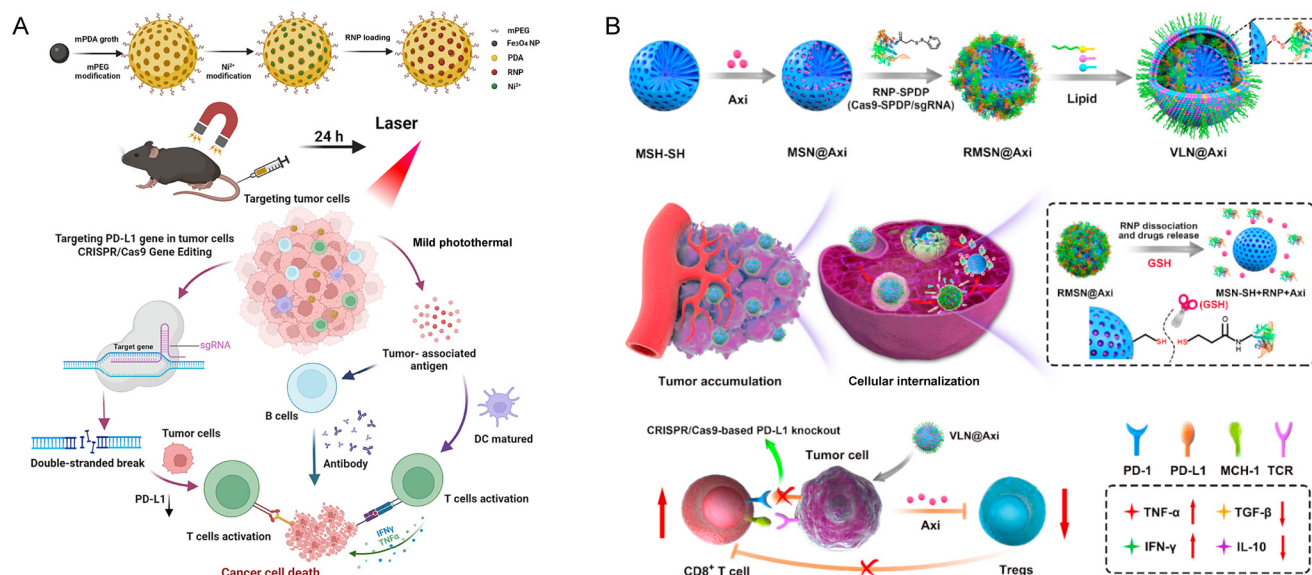 A
mPDA groth
mPEG
modification
Ni²⁺
modification
RNP loading
mPEG
Fe₃O₄ NP
PDA
RNP
Ni²⁺
24 h
Laser
Targeting tumor cells
Targeting PD-L1 gene in tumor cells
CRISPR/Cas9 Gene Editing
Mild photothermal
Target gene
sgRNA
Tumor- associated
antigen
B cells
DC matured
Tumor cells
Double-stranded break
Antibody
PD-L1
T cells activation
T cells activation
IFNγ
TNFα
Cancer cell death
B
Axi
RNP-SPDP
(Cas9-SPDP/sgRNA)
Lipid
S
S
MSH-SH
MSN@Axi
RMSN@Axi
VLN@Axi
RNP dissociation
and drugs release
GSH
RMSN@Axi
MSN-SH+RNP+Axi
(GSH)
SH
HS
O
N
H
Tumor accumulation
Cellular internalization
CRISPR/Cas9-based PD-L1 knockout
VLN@Axi
Tumor cell
Axi
CD8⁺ T cell
Tregs
PD-1
PD-L1
MCH-1
TCR
TNF-α
TGF-β
IFN-γ
IL-10